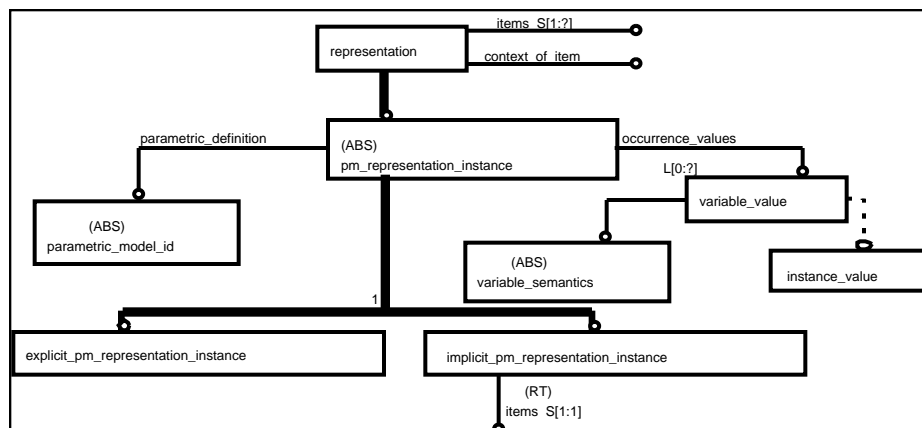 items S[1:?]
representation
context_of_item
parametric_definition
(ABS)
pm_representation_instance
occurrence_values
L[0:?]
variable_value
(ABS)
parametric_model_id
(ABS)
variable_semantics
instance_value
1
explicit_pm_representation_instance
implicit_pm_representation_instance
(RT)
items S[1:1]